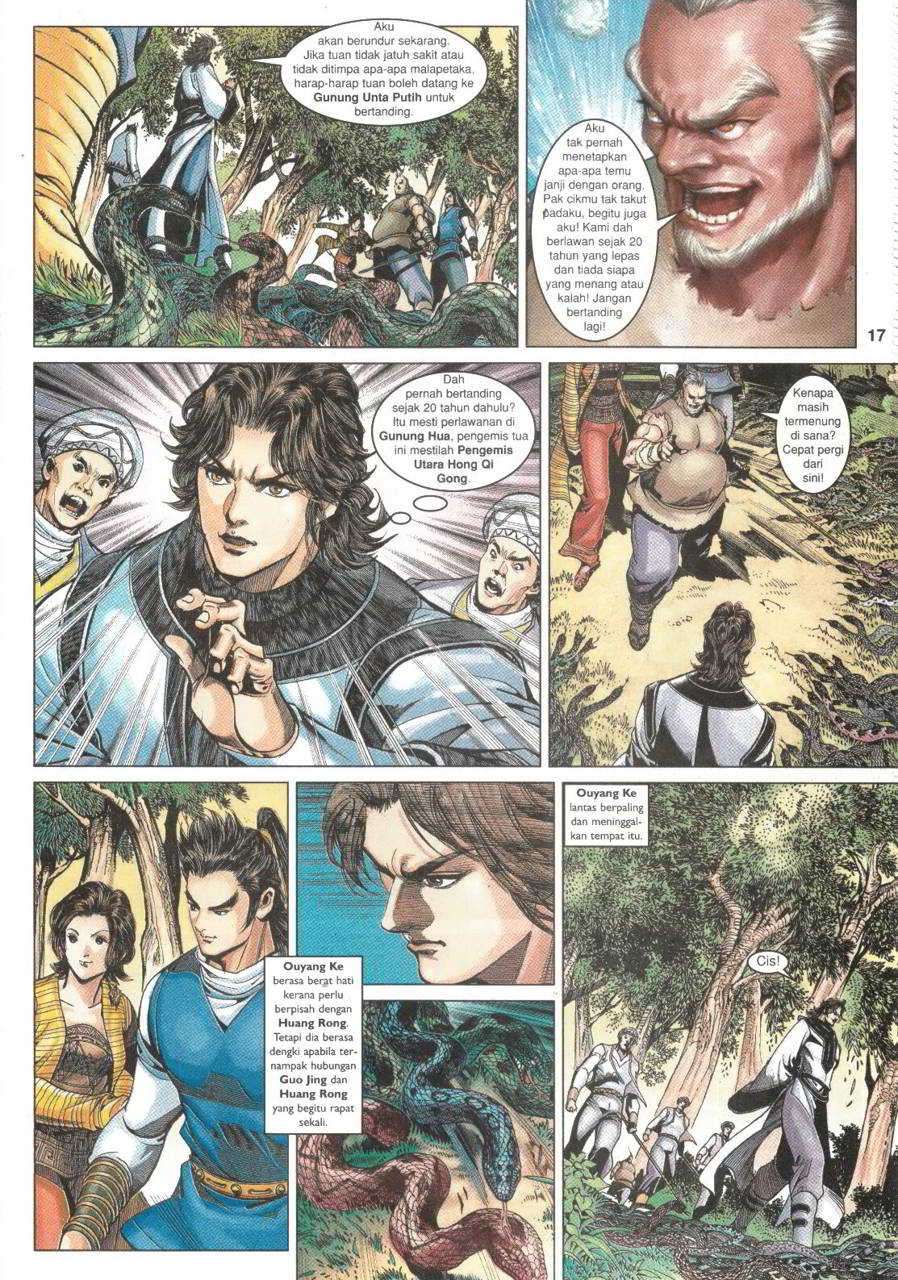 Aku
akan berundur sekarang.
Jika tuan tidak jatuh sakit atau
tidak ditimpa apa-apa malapetaka,
harap-harap tuan boleh datang ke
Gunung Unta Putih untuk
bertanding.
Aku
tak pernah
menetapkan
apa-apa temu
janji dengan orang.
Pak cikmu tak takut
padaku, begitu juga
aku! Kami dah
berlawan sejak 20
tahun yang lepas
dan tiada siapa
yang menang atau
kalah! Jangan
bertanding
lagi!
17
Dah
pernah bertanding
sejak 20 tahun dahulu?
Itu mesti perlawanan di
Gunung Hua, pengemis tua
ini mestilah Pengemis
Utara Hong Qi
Gong.
Kenapa
masih
termenung
di sana?
Cepat pergi
dari
sini!
Ouyang Ke
berasa berat hati
kerana perlu
berpisah dengan
Huang Rong.
Tetapi dia berasa
dengki apabila ter-
nampak hubungan
Guo Jing dan
Huang Rong
yang begitu rapat
sekali.
Ouyang Ke
lantas berpaling
dan meninggal-
kan tempat itu.
Cis!